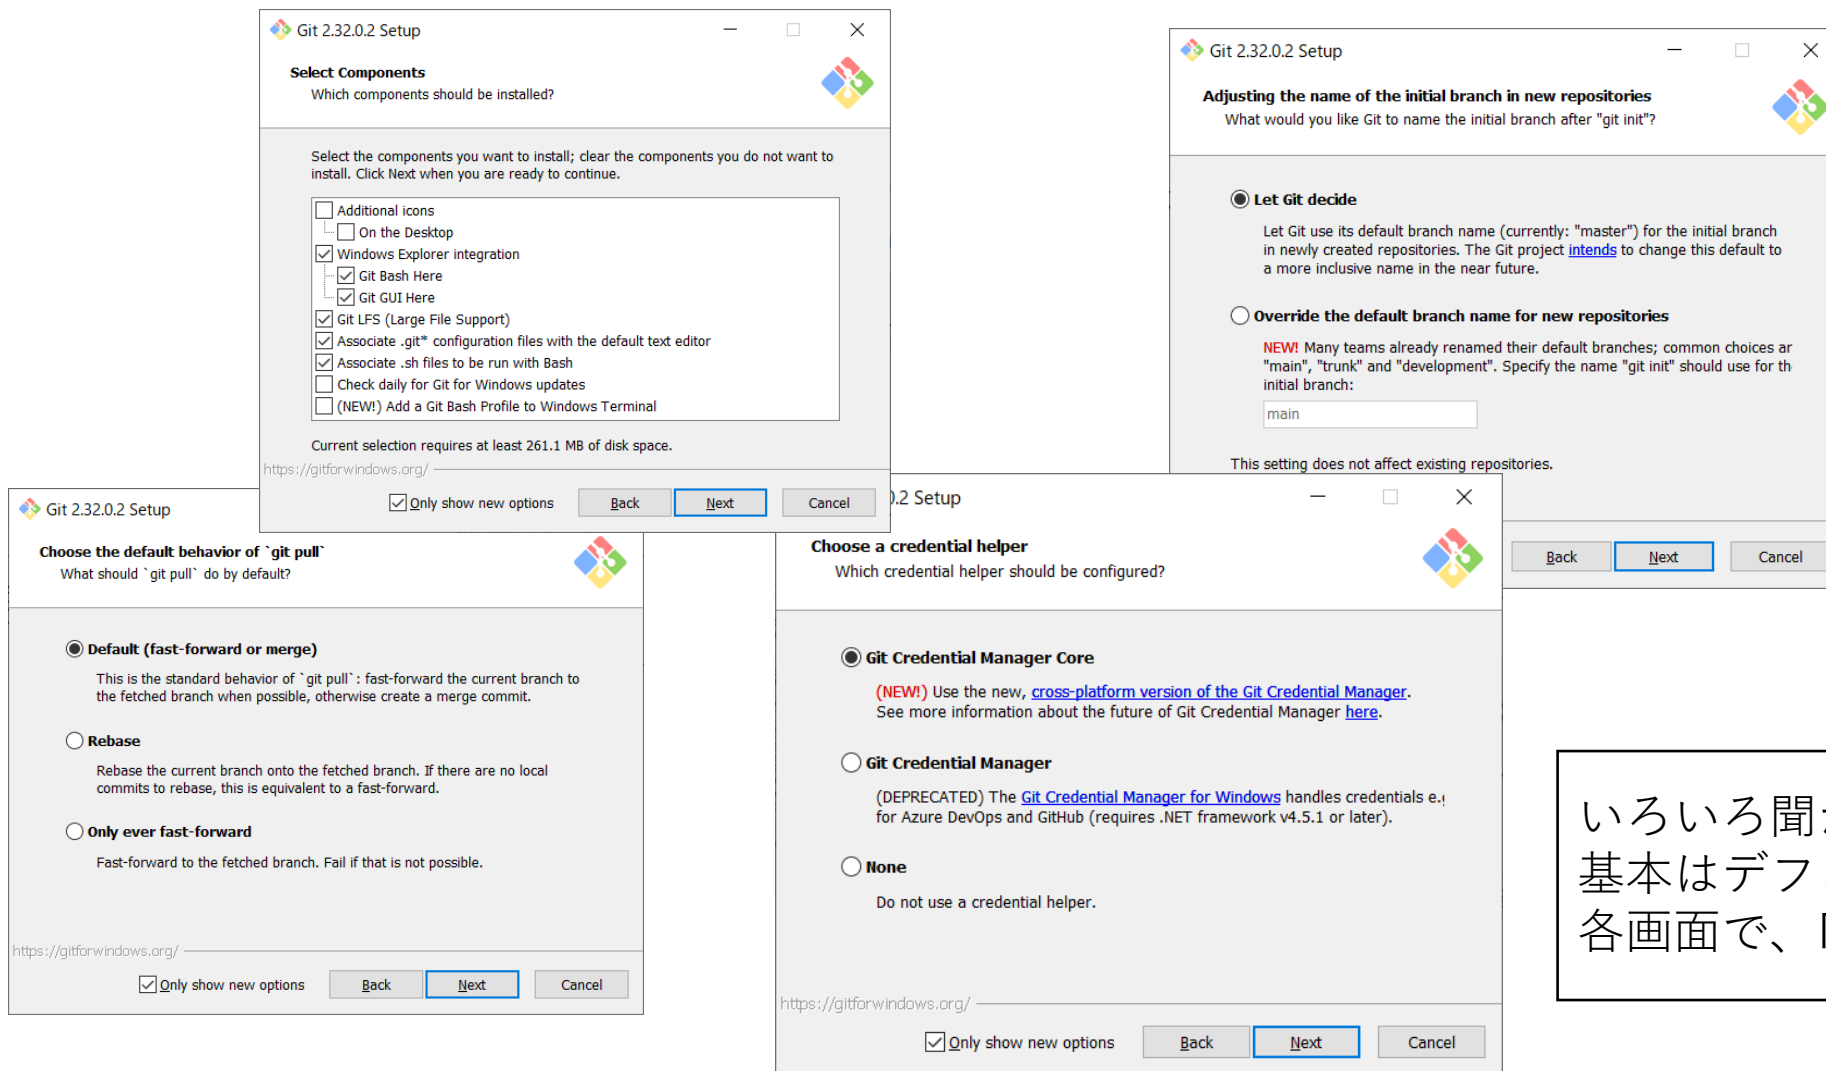 Git 2.32.0.2 Setup
Select Components
Which components should be installed?
Select the components you want to install; clear the components you do not want to
install. Click Next when you are ready to continue.
Additional icons
On the Desktop
Windows Explorer integration
Git Bash Here
Git GUI Here
Git LFS (Large File Support)
Associate .git* configuration files with the default text editor
Associate .sh files to be run with Bash
Check daily for Git for Windows updates
(NEW!) Add a Git Bash Profile to Windows Terminal
Current selection requires at least 261.1 MB of disk space.
https://gitforwindows.org/
Only show new options Back Next Cancel
Git 2.32.0.2 Setup
Adjusting the name of the initial branch in new repositories
What would you like Git to name the initial branch after "git init"?
Let Git decide
Let Git use its default branch name (currently: "master") for the initial branch
in newly created repositories. The Git project intends to change this default to
a more inclusive name in the near future.
Override the default branch name for new repositories
NEW! Many teams already renamed their default branches; common choices ar
"main", "trunk" and "development". Specify the name "git init" should use for th
initial branch:
main
This setting does not affect existing repositories.
Back Next Cancel
Git 2.32.0.2 Setup
Choose the default behavior of `git pull`
What should `git pull` do by default?
Default (fast-forward or merge)
This is the standard behavior of `git pull`: fast-forward the current branch to
the fetched branch when possible, otherwise create a merge commit.
Rebase
Rebase the current branch onto the fetched branch. If there are no local
commits to rebase, this is equivalent to a fast-forward.
Only ever fast-forward
Fast-forward to the fetched branch. Fail if that is not possible.
https://gitforwindows.org/
Only show new options Back Next Cancel
.2 Setup
Choose a credential helper
Which credential helper should be configured?
Git Credential Manager Core
(NEW!) Use the new, cross-platform version of the Git Credential Manager.
See more information about the future of Git Credential Manager here.
Git Credential Manager
(DEPRECATED) The Git Credential Manager for Windows handles credentials e.
for Azure DevOps and GitHub (requires .NET framework v4.5.1 or later).
None
Do not use a credential helper.
https://gitforwindows.org/
Only show new options Back Next Cancel
いろいろ聞
基本はデフ
各画面で、